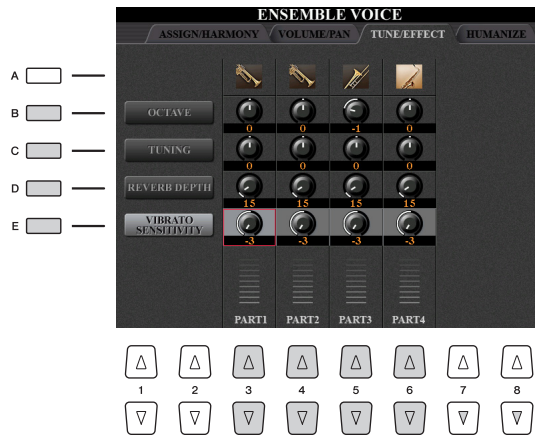 ENSEMBLE VOICE
ASSIGN/HARMONY VOLUME/PAN TUNE/EFFECT HUMANIZE
A
B OCTAVE 0 0 -1 0
C TUNING 0 0 0 0
D REVERB DEPTH 15 15 15 15
E VIBRATO SENSITIVITY -3 -3 -3 -3
PART1 PART2 PART3 PART4
1 2 3 4 5 6 7 8